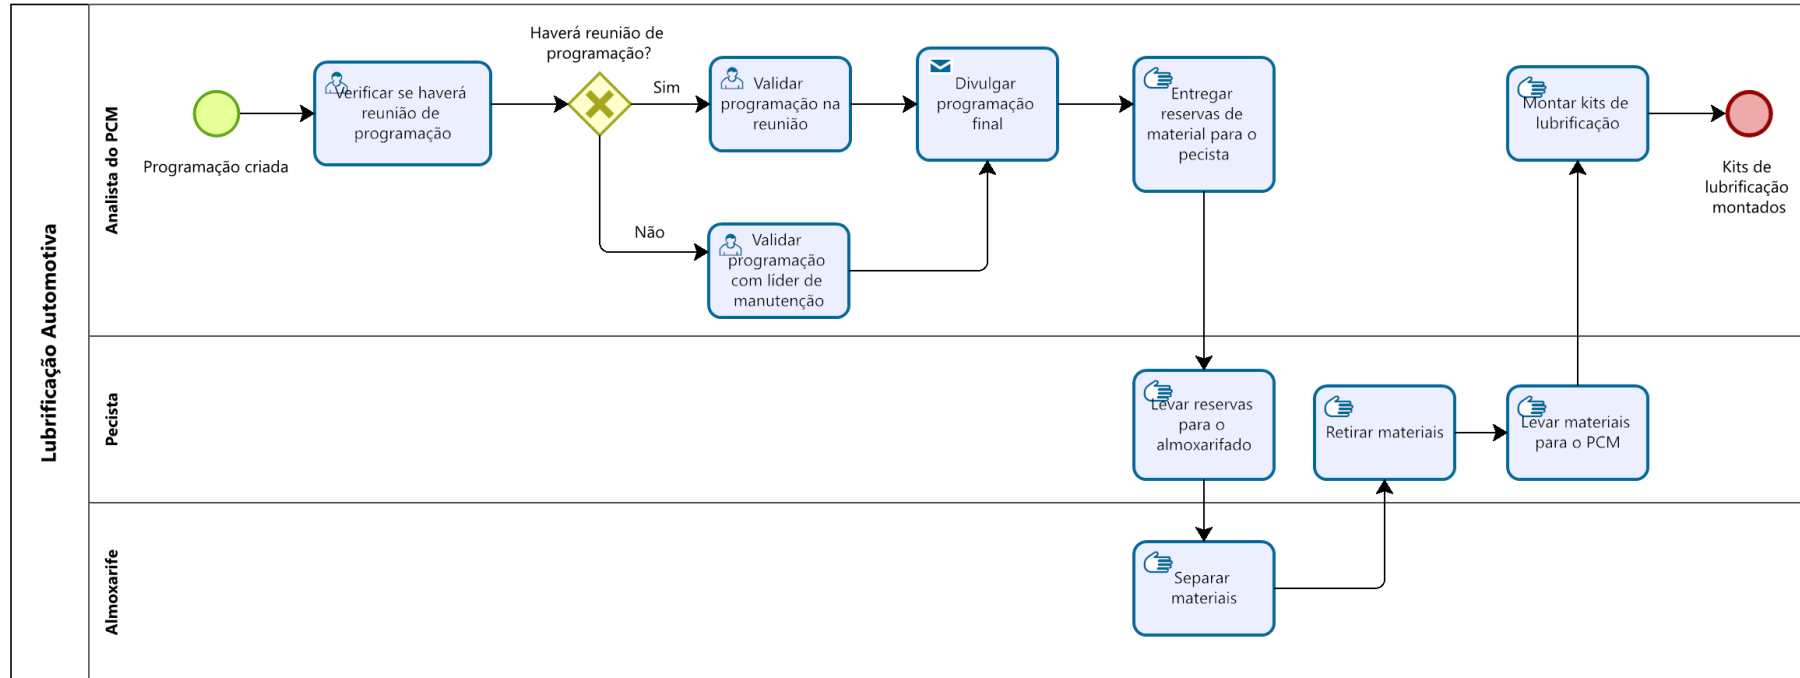 Lubrificação Automotiva
Analista do PCM
Programação criada
Verificar se haverá
reunião de
programação
Haverá reunião de
programação?
Sim
Não
Validar
programação na
reunião
Validar
programação
com líder de
manutenção
Divulgar
programação
final
Entregar
reservas de
material para o
pecista
Montar kits de
lubrificação
Kits de
lubrificação
montados
Pecista
Levar reservas
para o
almoxarifado
Retirar materiais
Levar materiais
para o PCM
Almoxarife
Separar
materiais